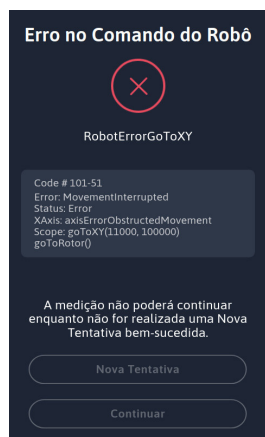 Erro no Comando do Robô
RobotErrorGoToXY
Code # 101-51
Error: MovementInterrupted
Status: Error
XAxis: axisErrorObstructedMovement
Scope: goToXY(11000, 100000)
goToRotor()
A medição não poderá continuar
enquanto não for realizada uma Nova
Tentativa bem-sucedida.
Nova Tentativa
Continuar